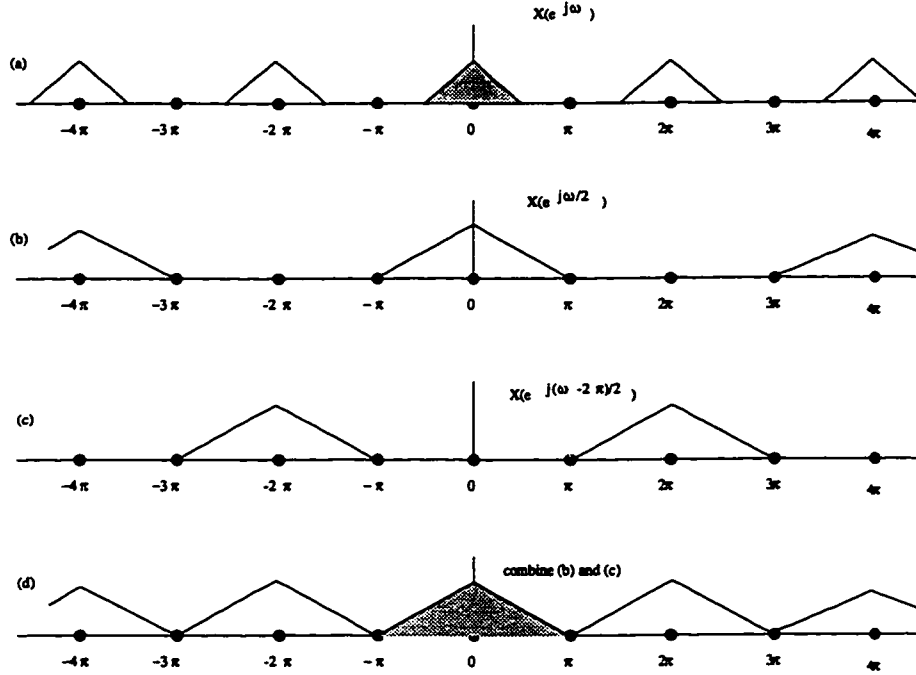 X(e jω )
(a)
−4π −3π −2 π − π 0 π 2π 3π 4π
X(e jω/2 )
(b)
−4π −3π -2 π − π 0 π 2π 3π 4π
X(e j(ω -2 π)/2 )
(c)
−4π −3π -2 π − π 0 π 2π 3π 4π
combine (b) and (c)
(d)
−4π −3π -2 π − π 0 π 2π 3π 4π